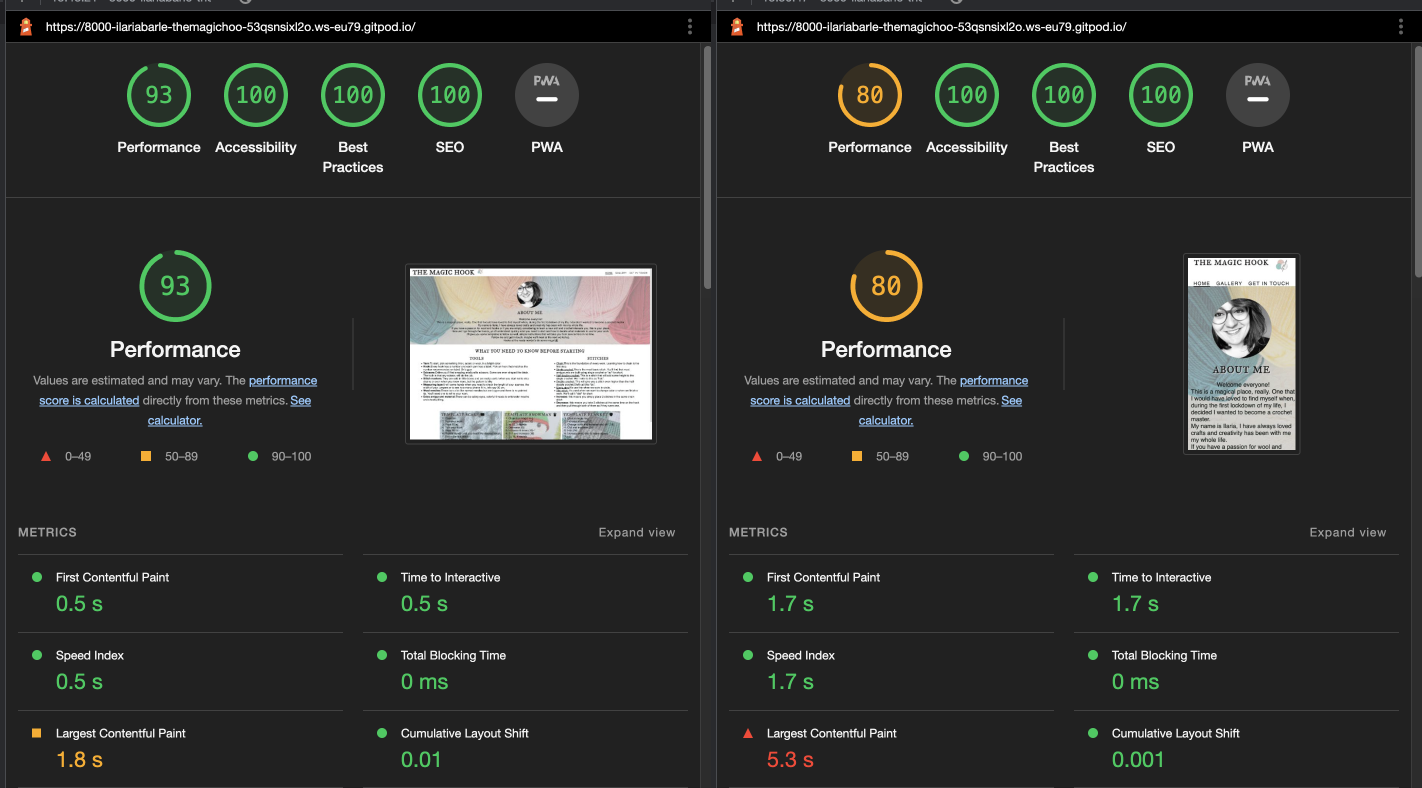 https://8000-ilariabarle-themagichoo-53qsnsixl2o.ws-eu79.gitpod.io/
93
100
100
100
PWA
Performance
Accessibility
Best
Practices
SEO
PWA
93
Performance
Values are estimated and may vary. The performance
score is calculated directly from these metrics. See
calculator.
0–49
50–89
90–100
THE MAGIC HOOK
ABOUT ME
WHAT YOU NEED TO KNOW BEFORE STARTING
TOOLS
STITCHES
METRICS
Expand view
First Contentful Paint
0.5 s
Time to Interactive
0.5 s
Speed Index
0.5 s
Total Blocking Time
0 ms
Largest Contentful Paint
1.8 s
Cumulative Layout Shift
0.01
https://8000-ilariabarle-themagichoo-53qsnsixl2o.ws-eu79.gitpod.io/
80
100
100
100
PWA
Performance
Accessibility
Best
Practices
SEO
PWA
80
Performance
Values are estimated and may vary. The performance
score is calculated directly from these metrics. See
calculator.
0–49
50–89
90–100
THE MAGIC HOOK
HOME GALLERY GET IN TOUCH
ABOUT ME
Welcome everyone!
This is a magical place, really. One that
I would have loved to find myself when,
during the first lockdown of my life, I
decided I wanted to become a crochet
master.
My name is Ilaria, I have always loved
crafts and creativity has been with me
my whole life.
If you have a passion for wool and
METRICS
Expand view
First Contentful Paint
1.7 s
Time to Interactive
1.7 s
Speed Index
1.7 s
Total Blocking Time
0 ms
Largest Contentful Paint
5.3 s
Cumulative Layout Shift
0.001